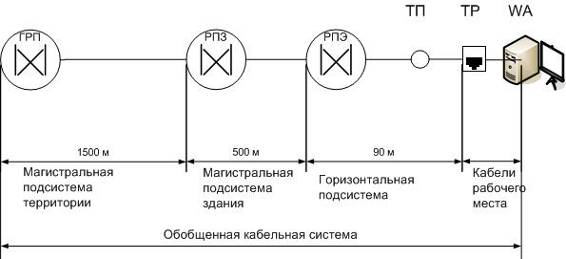 ТП ТР WA
ГРП РПЗ РПЭ
1500 м 500 м 90 м
Магистральная
подсистема
территории
Магистральная
подсистема
здания
Горизонтальная
подсистема
Кабели
рабочего
места
Обобщенная кабельная система